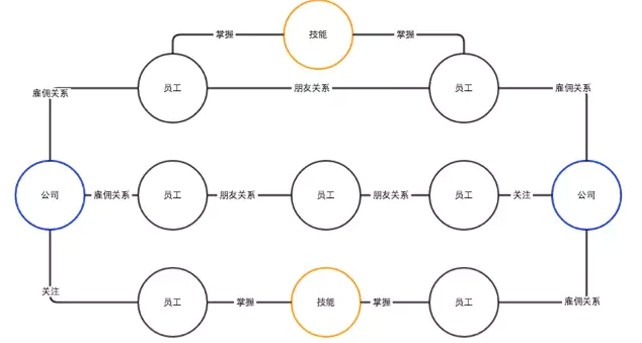 掌握 技能 掌握
员工 朋友关系 员工
雇佣关系 雇佣关系
公司 雇佣关系 员工 朋友关系 员工 朋友关系 员工 关注 公司
关注 雇佣关系
员工 掌握 技能 掌握 员工